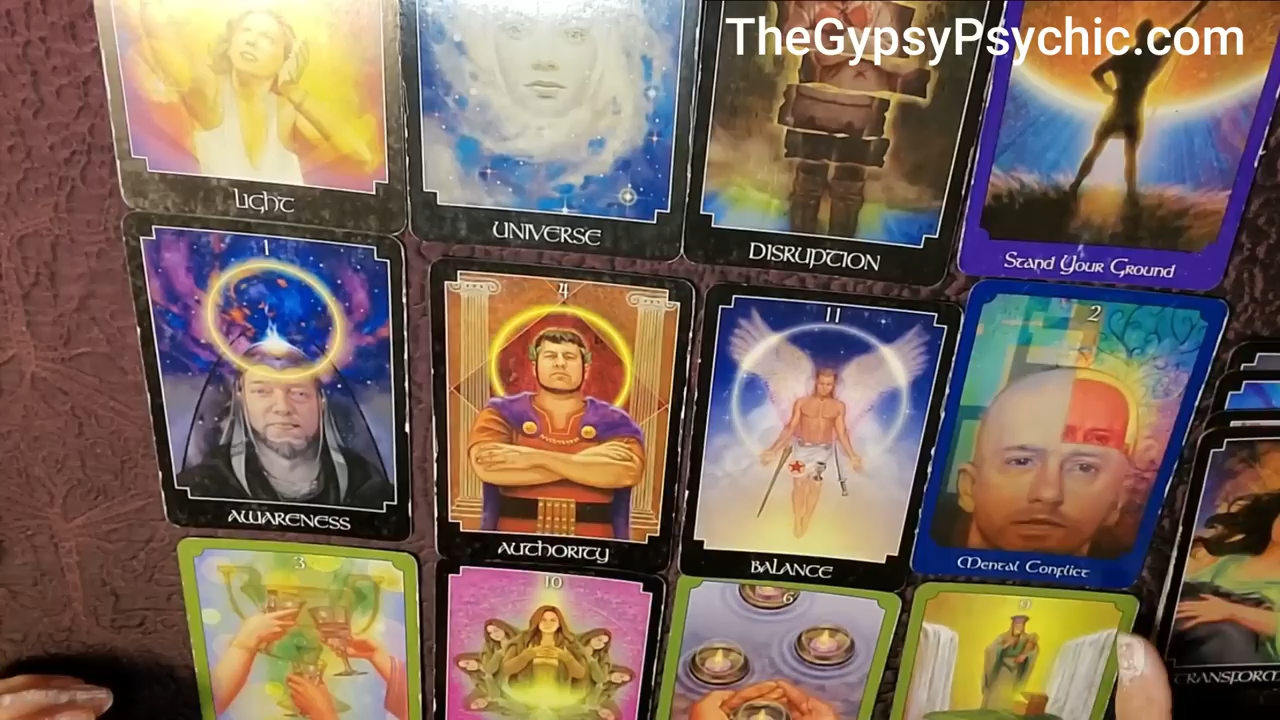 TheGypsyPsychic.com
LIGHT
UNIVERSE
DISRUPTION
Stand Your Ground
1
AWARENESS
4
AUTHORITY
11
BALANCE
2
Mental Conflict
3
10
6
9